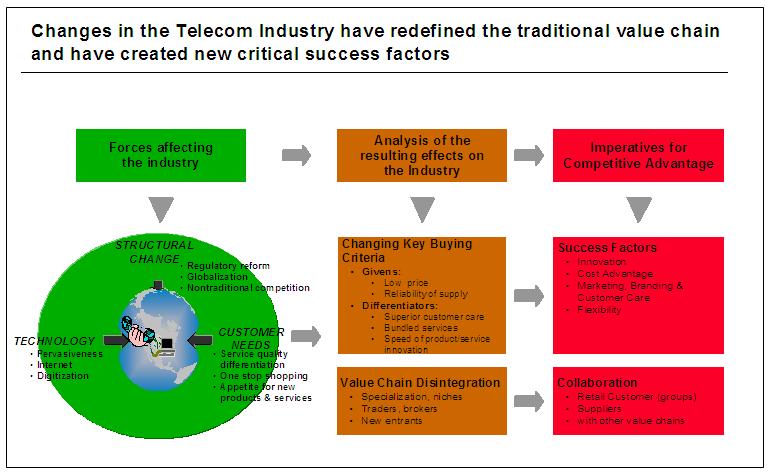 Changes in the Telecom Industry have redefined the traditional value chain
and have created new critical success factors
Forces affecting
the industry
Analysis of the
resulting effects on
the Industry
Imperatives for
Competitive Advantage
STRUCTURAL
CHANGE
• Regulatory reform
• Globalization
• Nontraditional competition
TECHNOLOGY
• Pervasiveness
• Internet
• Digitization
CUSTOMER
NEEDS
• Service quality
differentiation
• One stop shopping
• Appetite for new
products & services
Changing Key Buying
Criteria
• Givens:
• Low price
• Reliability of supply
• Differentiators:
• Superior customer care
• Bundled services
• Speed of product/service
innovation
Success Factors
• Innovation
• Cost Advantage
• Marketing, Branding &
Customer Care
• Flexibility
Value Chain Disintegration
• Specialization, niches
• Traders, brokers
• New entrants
Collaboration
• Retail Customer (groups)
• Suppliers
• with other value chains